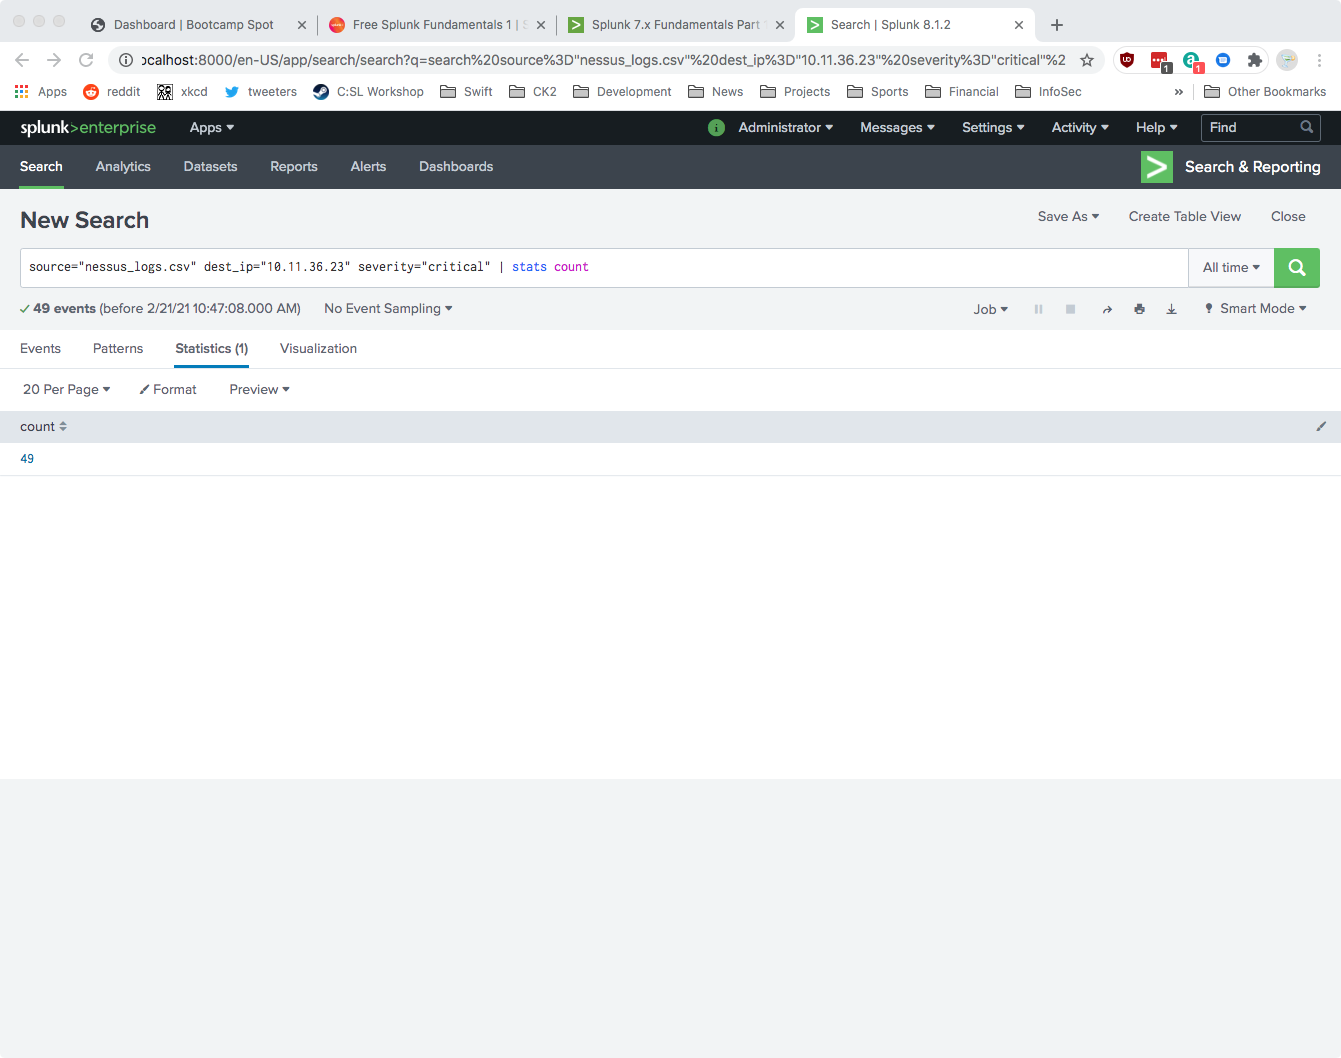 Dashboard | Bootcamp Spot
Free Splunk Fundamentals 1 |
Splunk 7.x Fundamentals Part
Search | Splunk 8.1.2
ocalhost:8000/en-US/app/search/search?q=search%20source%3D"nessus_logs.csv"%20dest_ip%3D"10.11.36.23"%20severity%3D"critical"%2
1
1
Apps reddit xkcd tweeters C:SL Workshop Swift CK2 Development News Projects Sports Financial InfoSec » Other Bookmarks
splunk>enterprise Apps i Administrator Messages Settings Activity Help Find
Search Analytics Datasets Reports Alerts Dashboards Search & Reporting
New Search Save As Create Table View Close
source="nessus_logs.csv" dest_ip="10.11.36.23" severity="critical" | stats count All time
49 events (before 2/21/21 10:47:08.000 AM) No Event Sampling Job Smart Mode
Events Patterns Statistics (1) Visualization
20 Per Page Format Preview
count
49